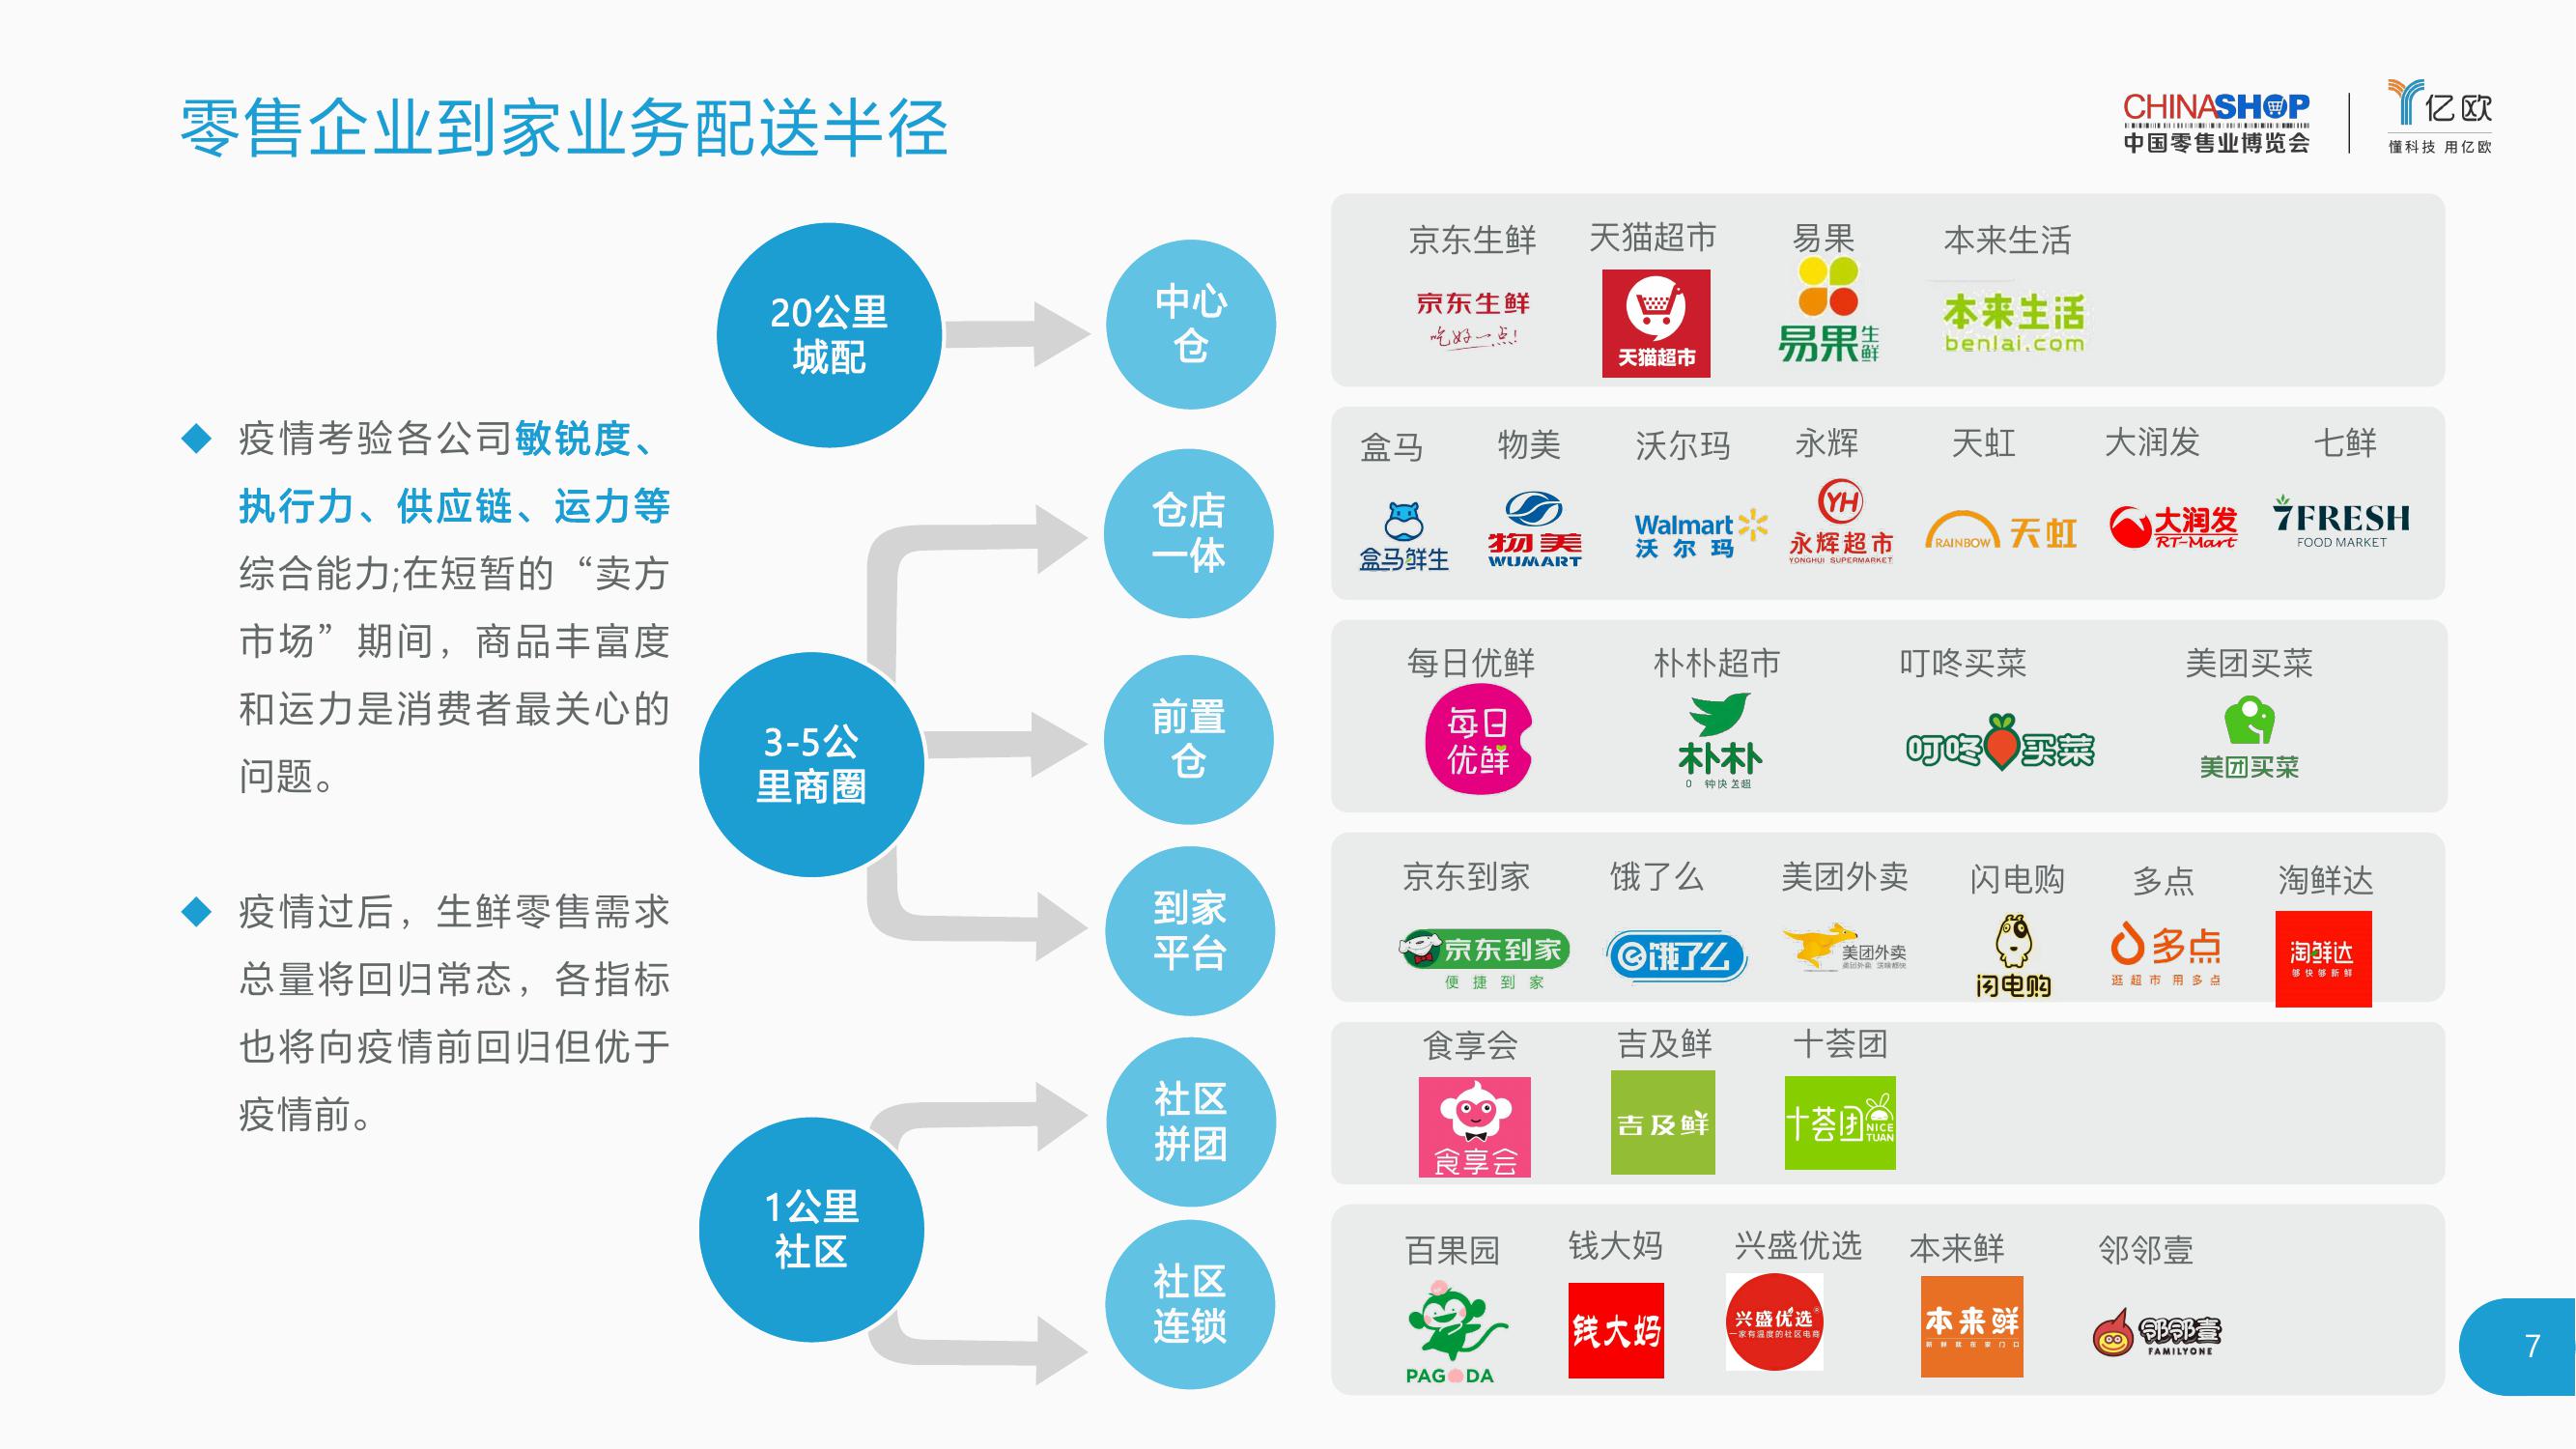 零售企业到家业务配送半径
CHINASHOP
中国零售业博览会
亿欧
懂科技 用亿欧
疫情考验各公司敏锐度、
执行力、供应链、运力等
综合能力;在短暂的“卖方
市场”期间，商品丰富度
和运力是消费者最关心的
问题。
疫情过后，生鲜零售需求
总量将回归常态，各指标
也将向疫情前回归但优于
疫情前。
20公里
城配
中心
仓
京东生鲜 天猫超市 易果 本来生活
京东生鲜
吃好一点!
天猫超市
易果生鲜
本来生活
benlai.com
3-5公
里商圈
仓店
一体
盒马 物美 沃尔玛 永辉 天虹 大润发 七鲜
盒马鲜生
物美
WUMART
Walmart
沃尔玛
YH
永辉超市
YONGHUI SUPERMARKET
RAINBOW 天虹
大润发
RT-Mart
7FRESH
FOOD MARKET
前置
仓
每日优鲜 朴朴超市 叮咚买菜 美团买菜
每日
优鲜
朴朴
叮咚买菜
美团买菜
到家
平台
京东到家 饿了么 美团外卖 闪电购 多点 淘鲜达
京东到家
便捷到家
饿了么
美团外卖
闪电购
多点
逛超市 用多点
淘鲜达
够快够新鲜
1公里
社区
社区
拼团
食享会 吉及鲜 十荟团
食享会
吉及鲜
十荟团
NICE
TUAN
社区
连锁
百果园 钱大妈 兴盛优选 本来鲜 邻邻壹
PAGODA
钱大妈
兴盛优选
一家有温度的社区电商
本来鲜
邻邻壹
FAMILYONE
7